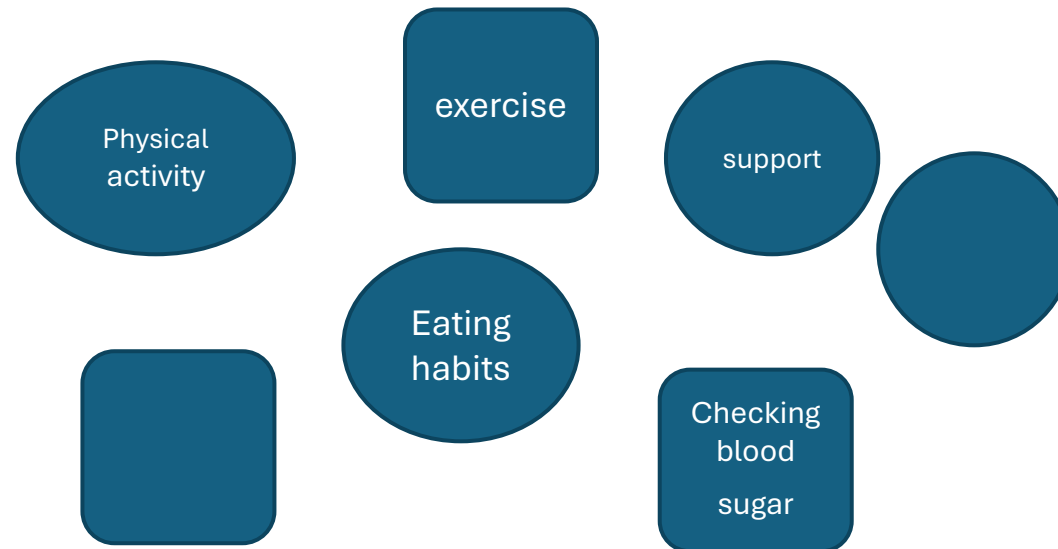 Physical
activity
exercise
support
Eating
habits
Checking
blood
sugar